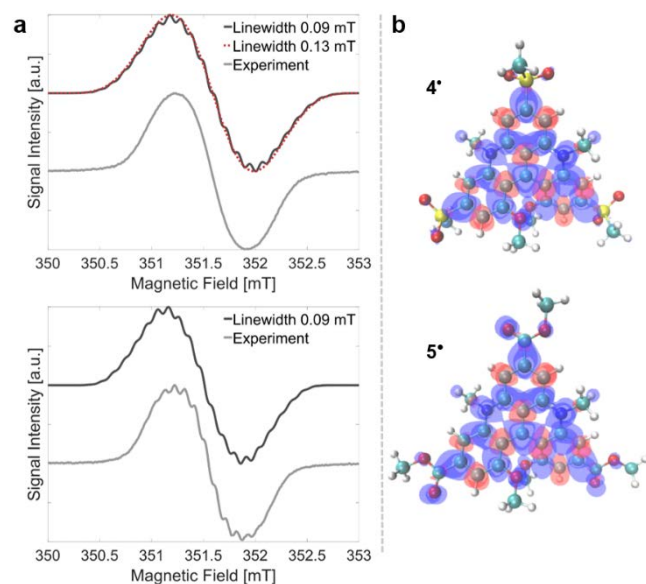 a
b
Linewidth 0.09 mT
Linewidth 0.13 mT
Experiment
Signal Intensity [a.u.]
350 350.5 351 351.5 352 352.5 353
Magnetic Field [mT]
4•
Linewidth 0.09 mT
Experiment
Signal Intensity [a.u.]
350 350.5 351 351.5 352 352.5 353
Magnetic Field [mT]
5•